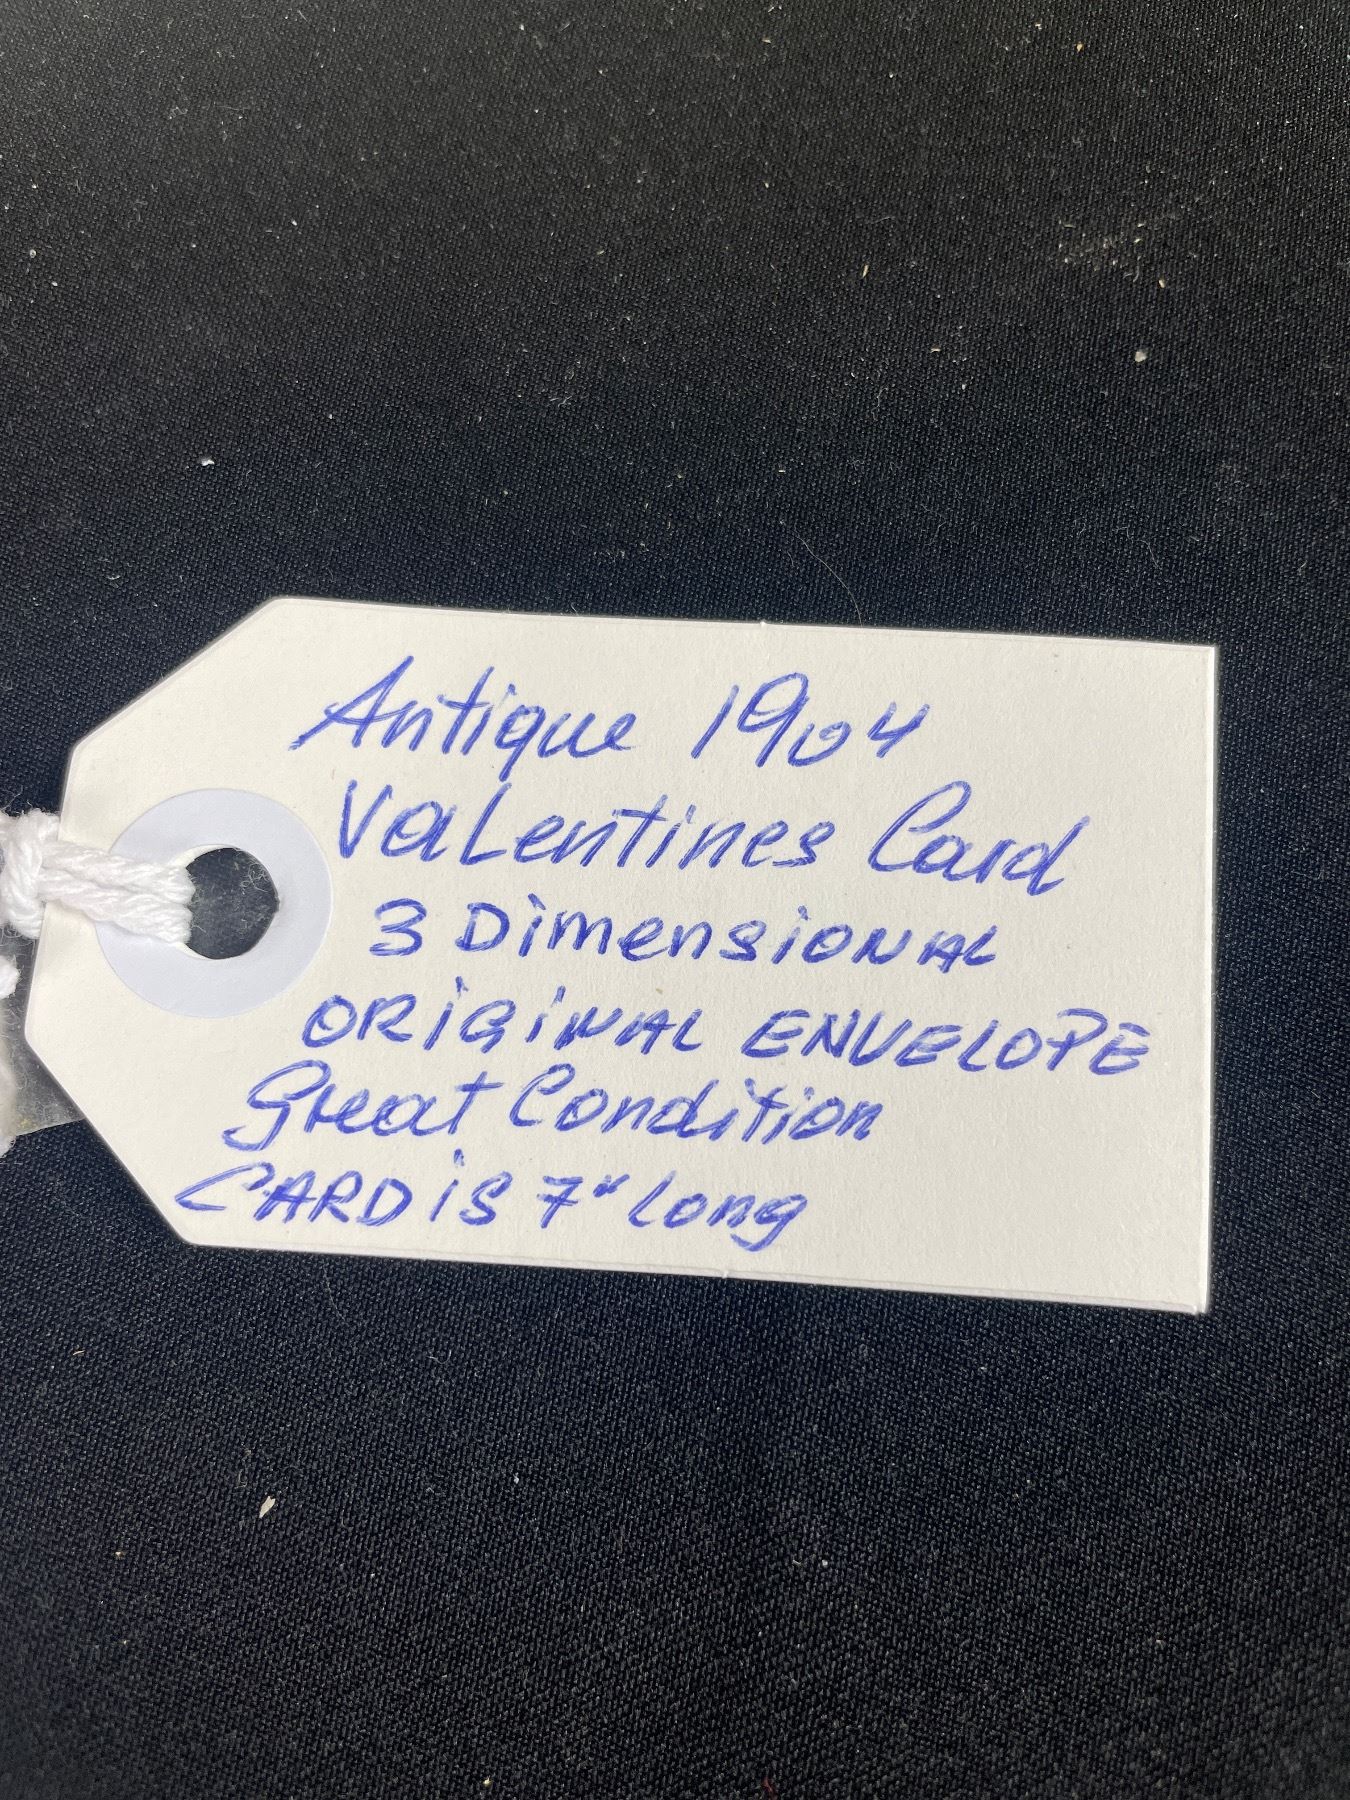 Antique 1904
Valentines Card
3 Dimensional
ORIGINAL ENVELOPE
Great Condition
CARD is 7" Long